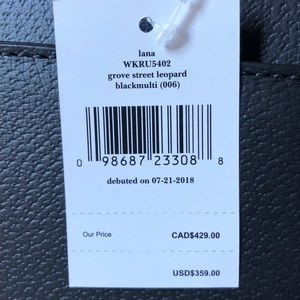 lana
WKRU5402
grove street leopard
blackmulti (006)
0 98687 23308 8
debuted on 07-21-2018
Our Price CAD$429.00
USD$359.00